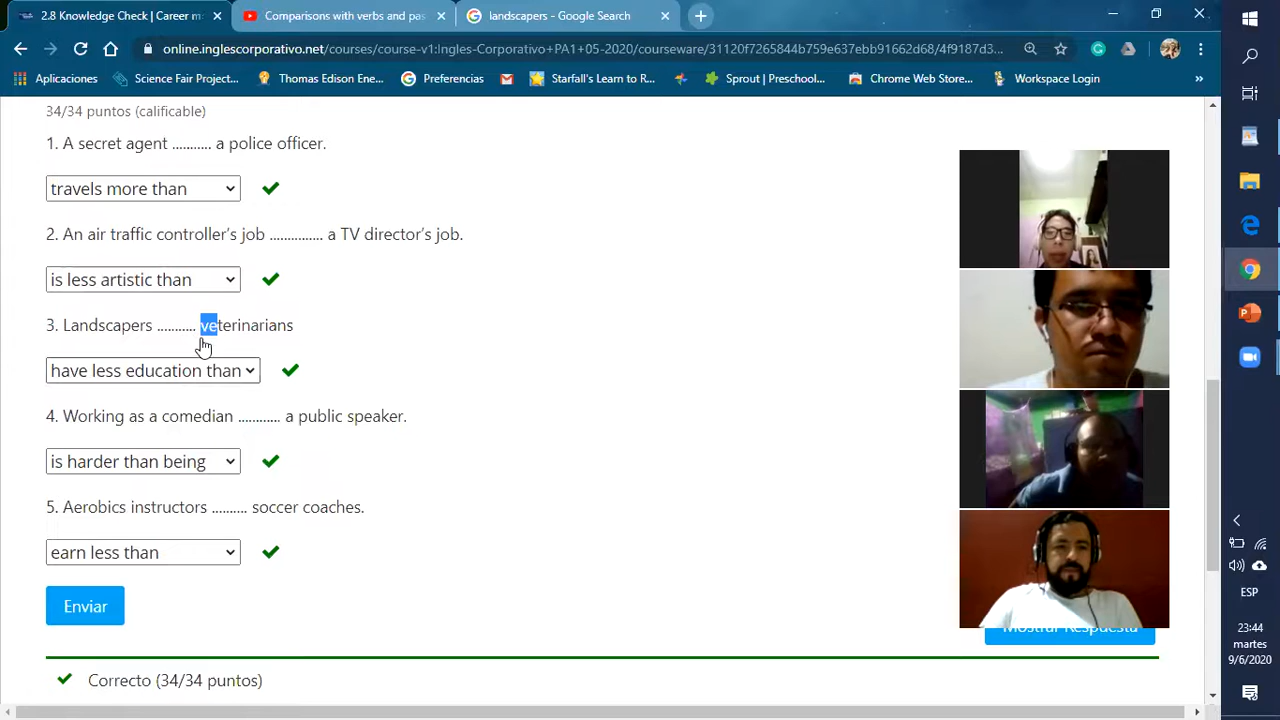 2.8 Knowledge Check | Career m
Comparisons with verbs and pas
landscapers - Google Search
online.inglescorporativo.net/courses/course-v1:Ingles-Corporativo+PA1+05-2020/courseware/31120f7265844b759e637ebb91662d68/4f9187d3...
Aplicaciones
Science Fair Project...
Thomas Edison Ene...
Preferencias
Starfall's Learn to R...
Sprout | Preschool...
Chrome Web Store...
Workspace Login
»
34/34 puntos (calificable)
1. A secret agent ........... a police officer.
travels more than
2. An air traffic controller's job ............... a TV director's job.
is less artistic than
3. Landscapers ........... veterinarians
have less education than
4. Working as a comedian ............ a public speaker.
is harder than being
5. Aerobics instructors .......... soccer coaches.
earn less than
Enviar
Mostrar Respuesta
Correcto (34/34 puntos)
ESP
23:44
martes
9/6/2020